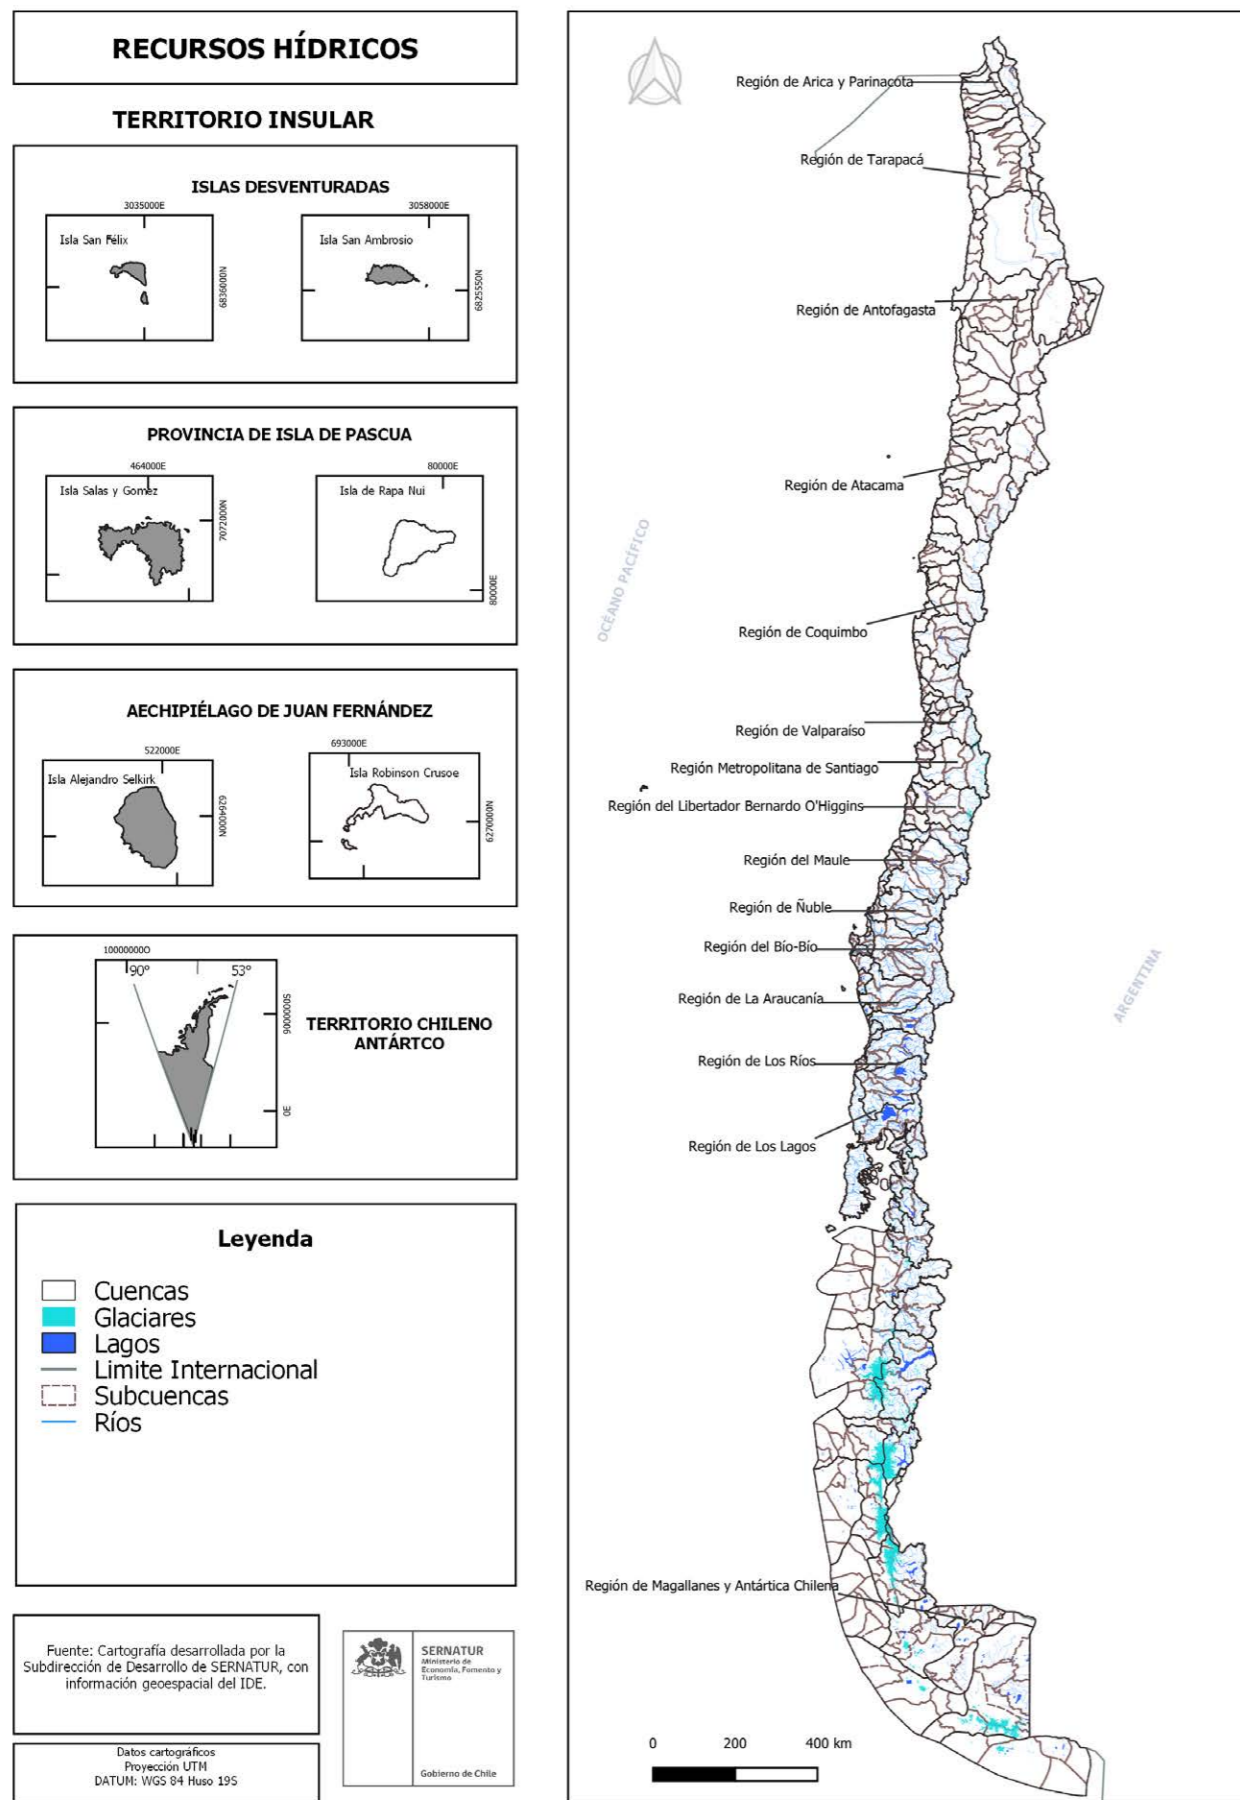 RECURSOS HÍDRICOS
TERRITORIO INSULAR
ISLAS DESVENTURADAS
3035000E
Isla San Félix
6836000N
3058000E
Isla San Ambrosio
6825550N
PROVINCIA DE ISLA DE PASCUA
464000E
Isla Salas y Gomez
7072000N
80000E
Isla de Rapa Nui
80000E
AECHIPIÉLAGO DE JUAN FERNÁNDEZ
522000E
Isla Alejandro Selkirk
6264000N
693000E
Isla Robinson Crusoe
6270000N
100000000
90°
53°
9000000S
0E
TERRITORIO CHILENO
ANTÁRTCO
Leyenda
Cuencas
Glaciares
Lagos
Limite Internacional
Subcuencas
Ríos
Fuente: Cartografía desarrollada por la
Subdirección de Desarrollo de SERNATUR, con
información geoespacial del IDE.
Datos cartográficos
Proyección UTM
DATUM: WGS 84 Huso 19S
SERNATUR
Ministerio de
Economía, Fomento y
Turismo
Gobierno de Chile
Región de Arica y Parinacota
Región de Tarapacá
Región de Antofagasta
Región de Atacama
OCÉANO PACÍFICO
Región de Coquimbo
Región de Valparaíso
Región Metropolitana de Santiago
Región del Libertador Bernardo O'Higgins
Región del Maule
Región de Ñuble
Región del Bío-Bío
ARGENTINA
Región de La Araucanía
Región de Los Ríos
Región de Los Lagos
Región de Magallanes y Antártica Chilena
0 200 400 km